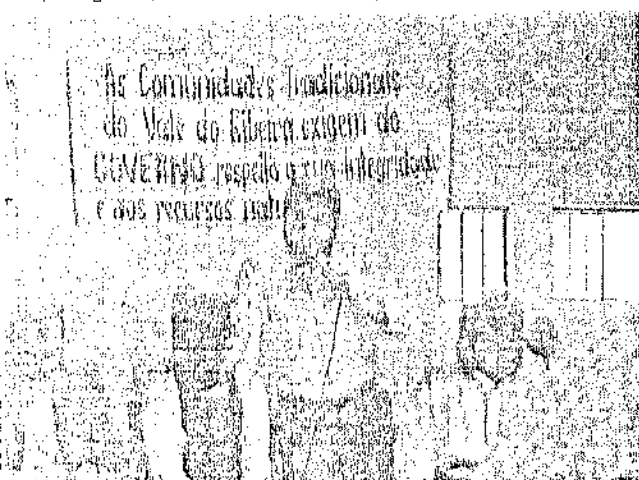 As Comunidades Tradicionais
do Vale do Ribeira exigem do
GOVERNO respeito a sua integridade
e aos recursos